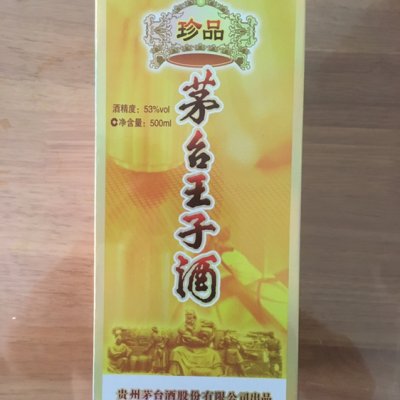 珍品
酒精度：53%vol
净含量：500ml
茅台王子酒
贵州茅台酒股份有限公司出品